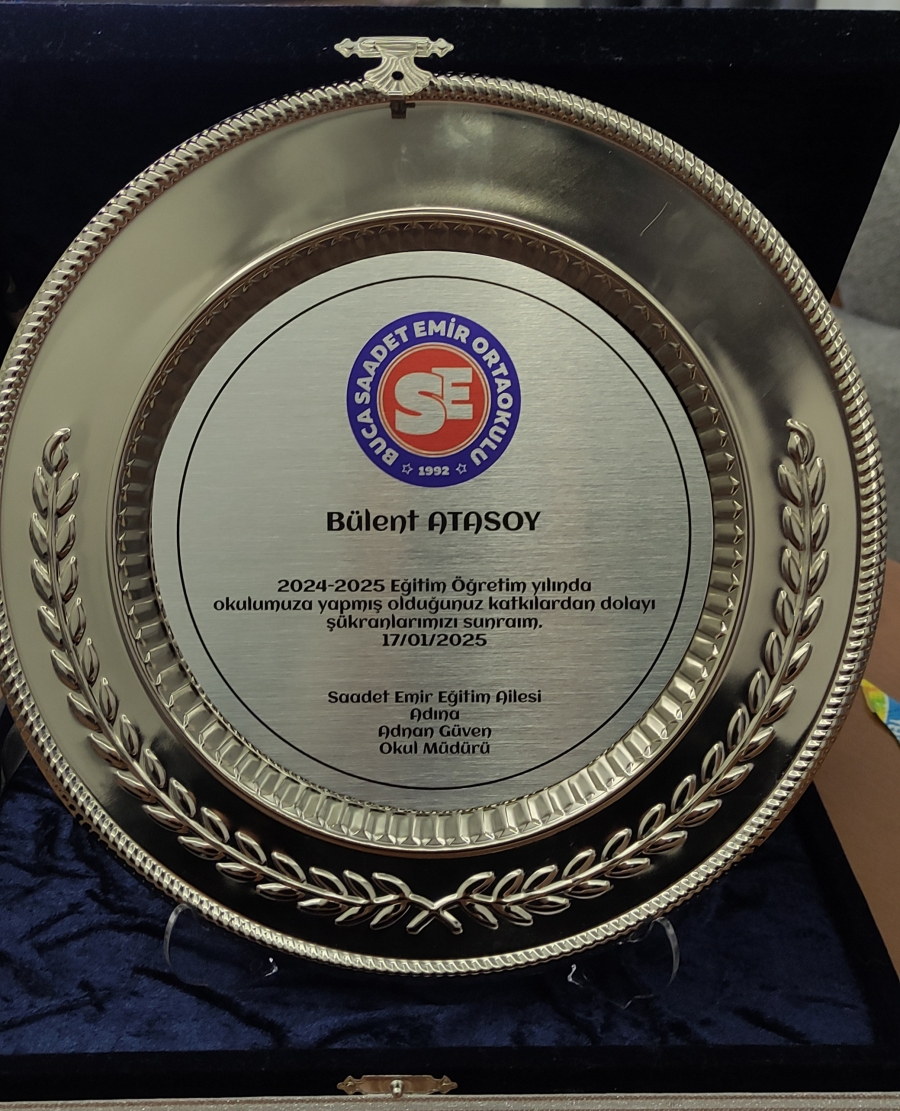 BUCA SAADET EMİR ORTAOKULU
SE
1992
Bülent ATASOY
2024-2025 Eğitim Öğretim yılında
okulumuza yapmış olduğunuz katkılardan dolayı
şükranlarımızı sunraım.
17/01/2025
Saadet Emir Eğitim Ailesi
Adına
Adnan Güven
Okul Müdürü